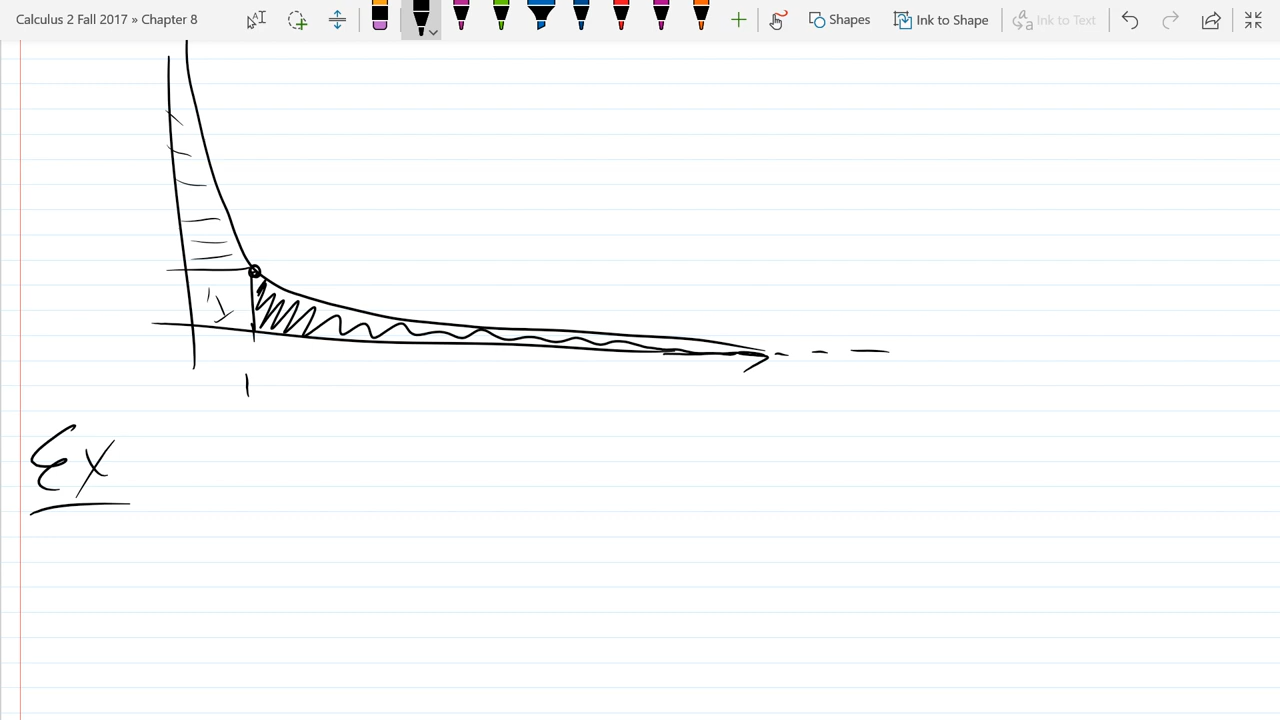 Calculus 2 Fall 2017 » Chapter 8
Shapes
Ink to Shape
Ink to Text
1
1
Ex